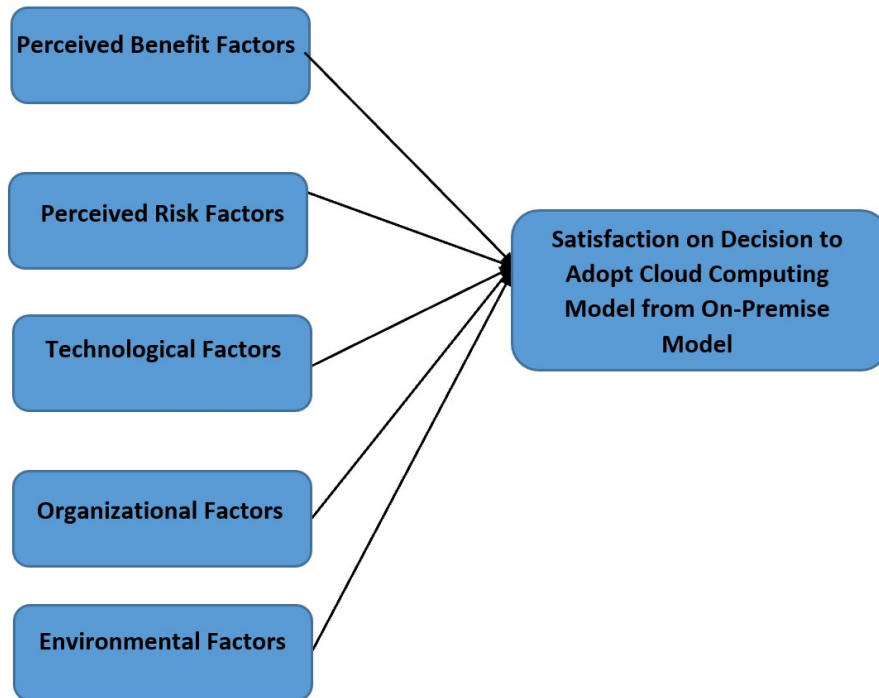 Perceived Benefit Factors
Perceived Risk Factors
Technological Factors
Organizational Factors
Environmental Factors
Satisfaction on Decision to
Adopt Cloud Computing
Model from On-Premise
Model